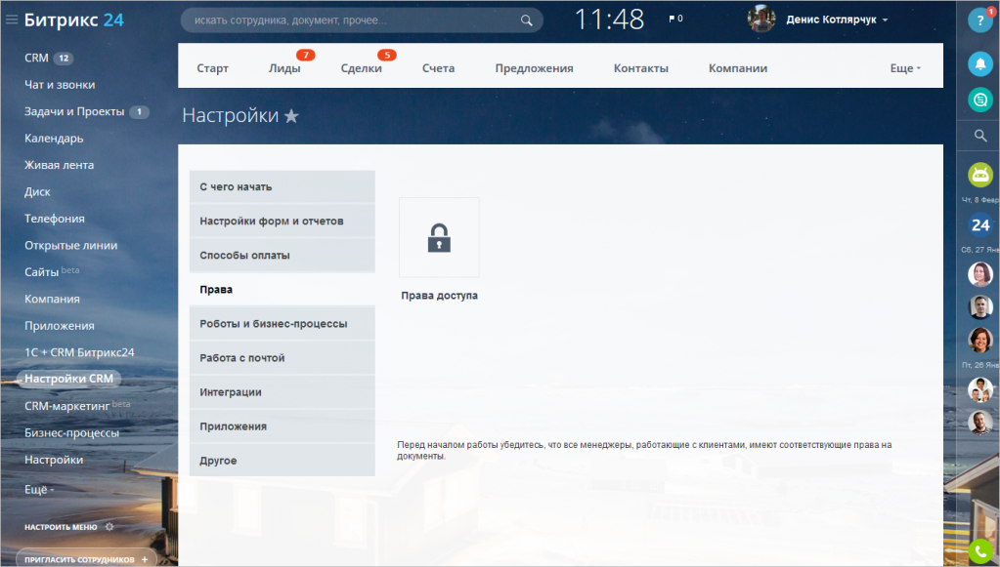 Битрикс 24
искать сотрудника, документ, прочее...
11:48
0
Денис Котлярчук
CRM 12
Чат и звонки
Задачи и Проекты 1
Календарь
Живая лента
Диск
Телефония
Открытые линии
Сайты beta
Компания
Приложения
1С + CRM Битрикс24
Настройки CRM
CRM-маркетинг beta
Бизнес-процессы
Настройки
Ещё
НАСТРОИТЬ МЕНЮ
ПРИГЛАСИТЬ СОТРУДНИКОВ +
Старт
Лиды 7
Сделки 5
Счета
Предложения
Контакты
Компании
Еще
Настройки
С чего начать
Настройки форм и отчетов
Способы оплаты
Права
Роботы и бизнес-процессы
Работа с почтой
Интеграции
Приложения
Другое
Права доступа
Перед началом работы убедитесь, что все менеджеры, работающие с клиентами, имеют соответствующие права на
документы.
? 1
Чт, 8 Февр
24
Сб, 27 Янв
Пт, 26 Янв